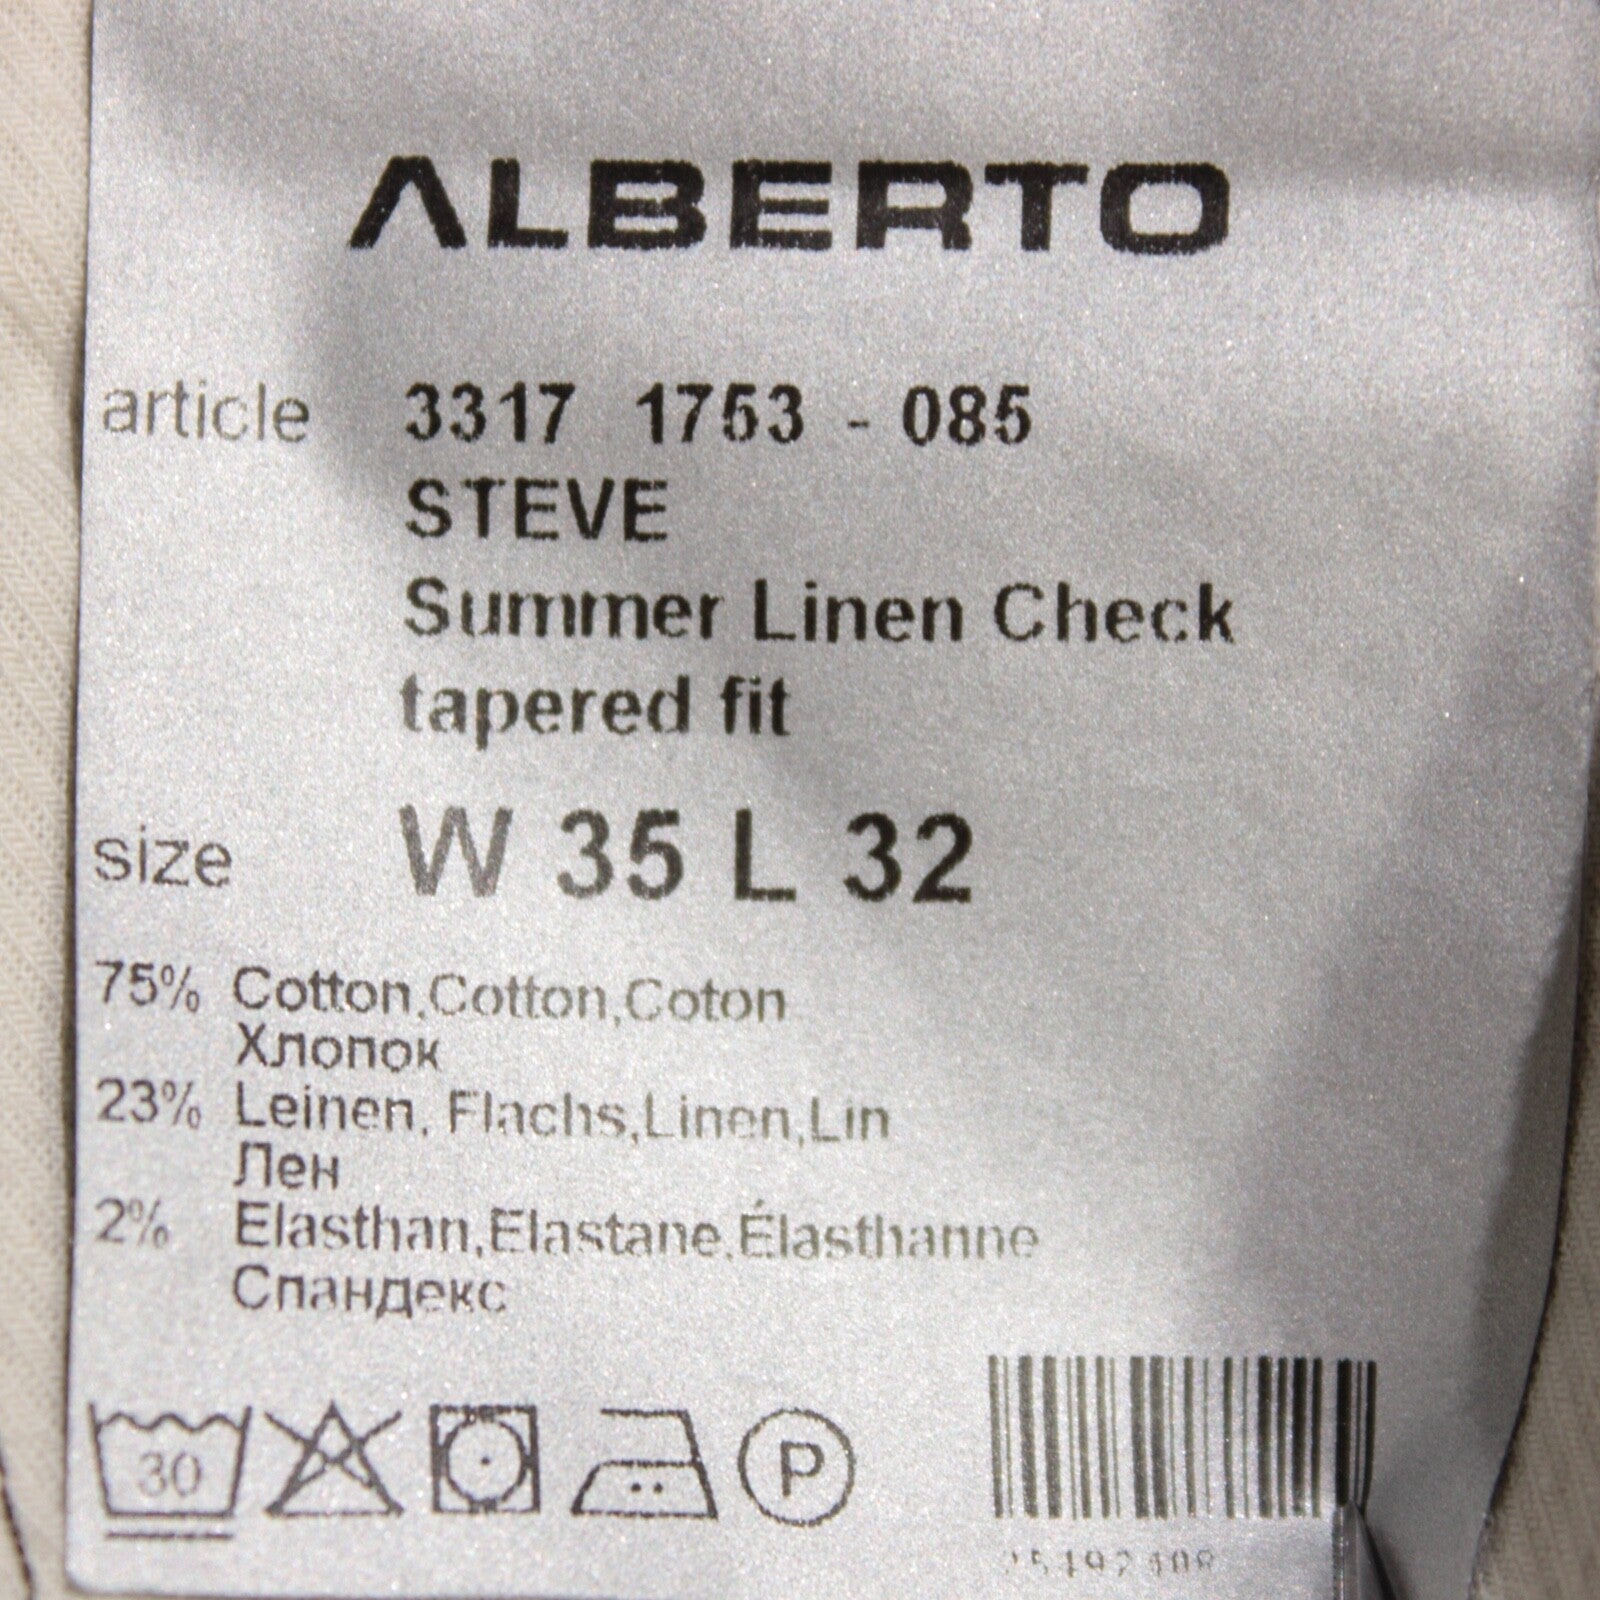 ALBERTO
article 3317 1753 - 085
STEVE
Summer Linen Check
tapered fit
size W 35 L 32
75% Cotton,Cotton,Coton
Хлопок
23% Leinen, Flachs,Linen,Lin
Лен
2% Elasthan,Elastane,Élasthanne
Спандекс
30
P